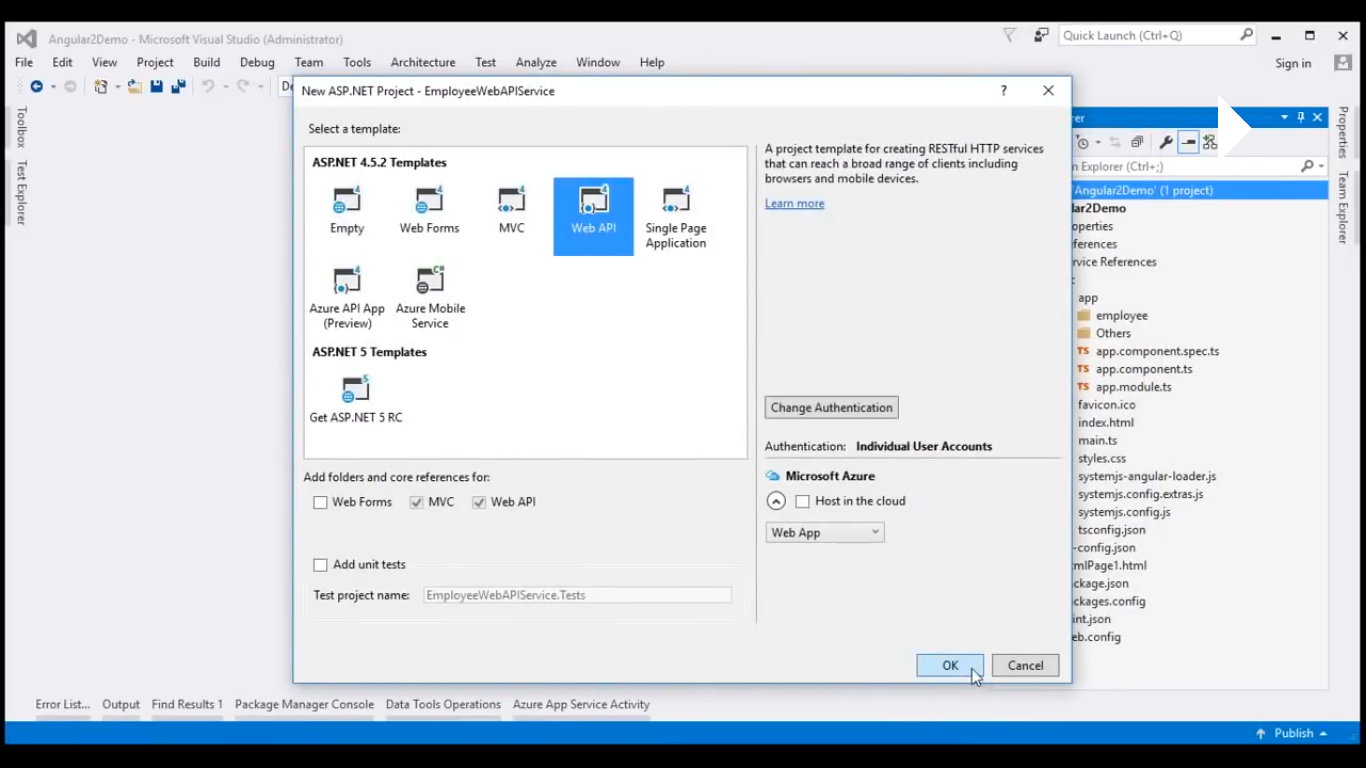 Angular2Demo - Microsoft Visual Studio (Administrator)
Quick Launch (Ctrl+Q)
File Edit View Project Build Debug Team Tools Architecture Test Analyze Window Help
Sign in
New ASP.NET Project - EmployeeWebAPIService
?
Select a template:
ASP.NET 4.5.2 Templates
Empty
Web Forms
MVC
Web API
Single Page
Application
Azure API App
(Preview)
Azure Mobile
Service
ASP.NET 5 Templates
Get ASP.NET 5 RC
A project template for creating RESTful HTTP services
that can reach a broad range of clients including
browsers and mobile devices.
Learn more
Change Authentication
Authentication: Individual User Accounts
Microsoft Azure
Host in the cloud
Web App
Add folders and core references for:
Web Forms MVC Web API
Add unit tests
Test project name: EmployeeWebAPIService.Tests
OK Cancel
Toolbox
Test Explorer
Explorer (Ctrl+;)
'Angular2Demo' (1 project)
lar2Demo
operties
ferences
rvice References
app
employee
Others
TS app.component.spec.ts
TS app.component.ts
TS app.module.ts
favicon.ico
index.html
main.ts
styles.css
systemjs-angular-loader.js
systemjs.config.extras.js
systemjs.config.js
tsconfig.json
-config.json
mlPage1.html
ckage.json
ckages.config
int.json
eb.config
Properties
Team Explorer
Error List... Output Find Results 1 Package Manager Console Data Tools Operations Azure App Service Activity
Publish